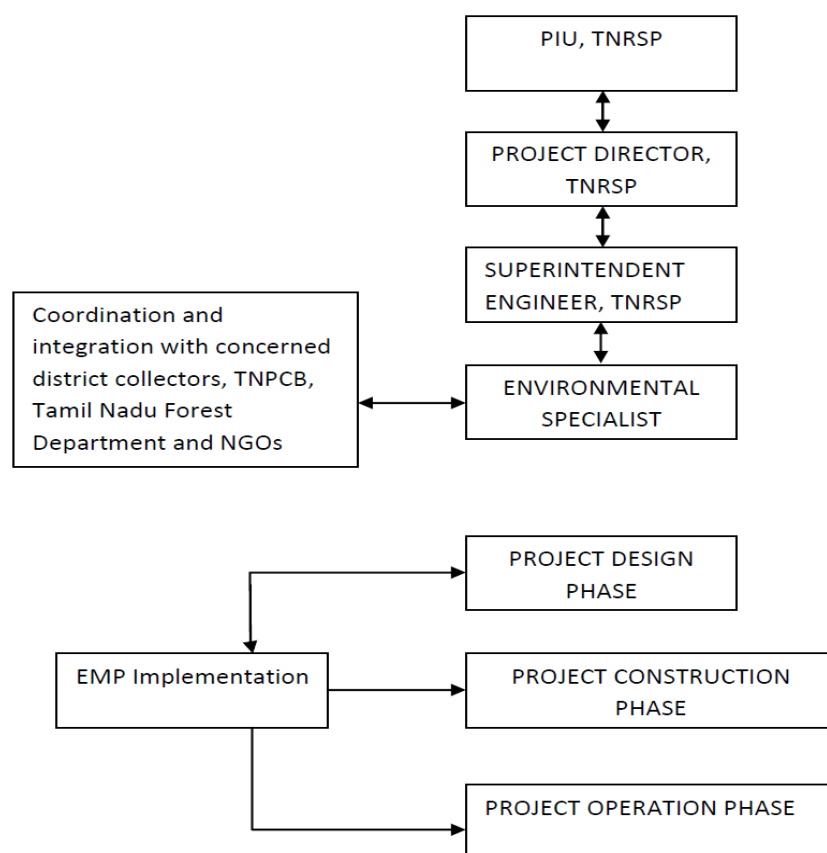 PIU, TNRSP
PROJECT DIRECTOR,
TNRSP
SUPERINTENDENT
ENGINEER, TNRSP
Coordination and
integration with concerned
district collectors, TNPCB,
Tamil Nadu Forest
Department and NGOs
ENVIRONMENTAL
SPECIALIST
PROJECT DESIGN
PHASE
EMP Implementation
PROJECT CONSTRUCTION
PHASE
PROJECT OPERATION PHASE